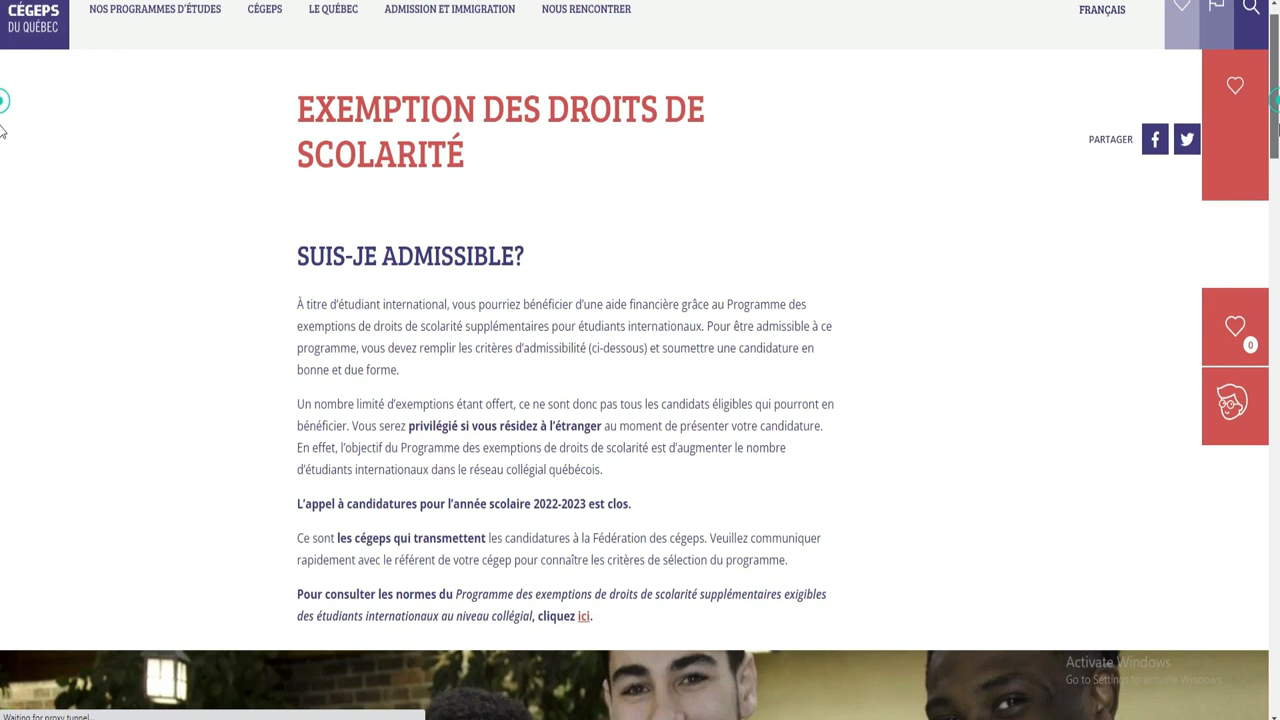 CÉGEPS
DU QUÉBEC
NOS PROGRAMMES D'ÉTUDES
CÉGEPS
LE QUÉBEC
ADMISSION ET IMMIGRATION
NOUS RENCONTRER
FRANÇAIS
EXEMPTION DES DROITS DE
SCOLARITÉ
PARTAGER
SUIS-JE ADMISSIBLE?
À titre d'étudiant international, vous pourriez bénéficier d'une aide financière grâce au Programme des
exemptions de droits de scolarité supplémentaires pour étudiants internationaux. Pour être admissible à ce
programme, vous devez remplir les critères d'admissibilité (ci-dessous) et soumettre une candidature en
bonne et due forme.
0
Un nombre limité d'exemptions étant offert, ce ne sont donc pas tous les candidats éligibles qui pourront en
bénéficier. Vous serez privilégié si vous résidez à l'étranger au moment de présenter votre candidature.
En effet, l'objectif du Programme des exemptions de droits de scolarité est d'augmenter le nombre
d'étudiants internationaux dans le réseau collégial québécois.
L'appel à candidatures pour l'année scolaire 2022-2023 est clos.
Ce sont les cégeps qui transmettent les candidatures à la Fédération des cégeps. Veuillez communiquer
rapidement avec le référent de votre cégep pour connaître les critères de sélection du programme.
Pour consulter les normes du Programme des exemptions de droits de scolarité supplémentaires exigibles
des étudiants internationaux au niveau collégial, cliquez ici.
Activate Windows
Go to Settings to activate Windows.
Waiting for proxy tunnel...